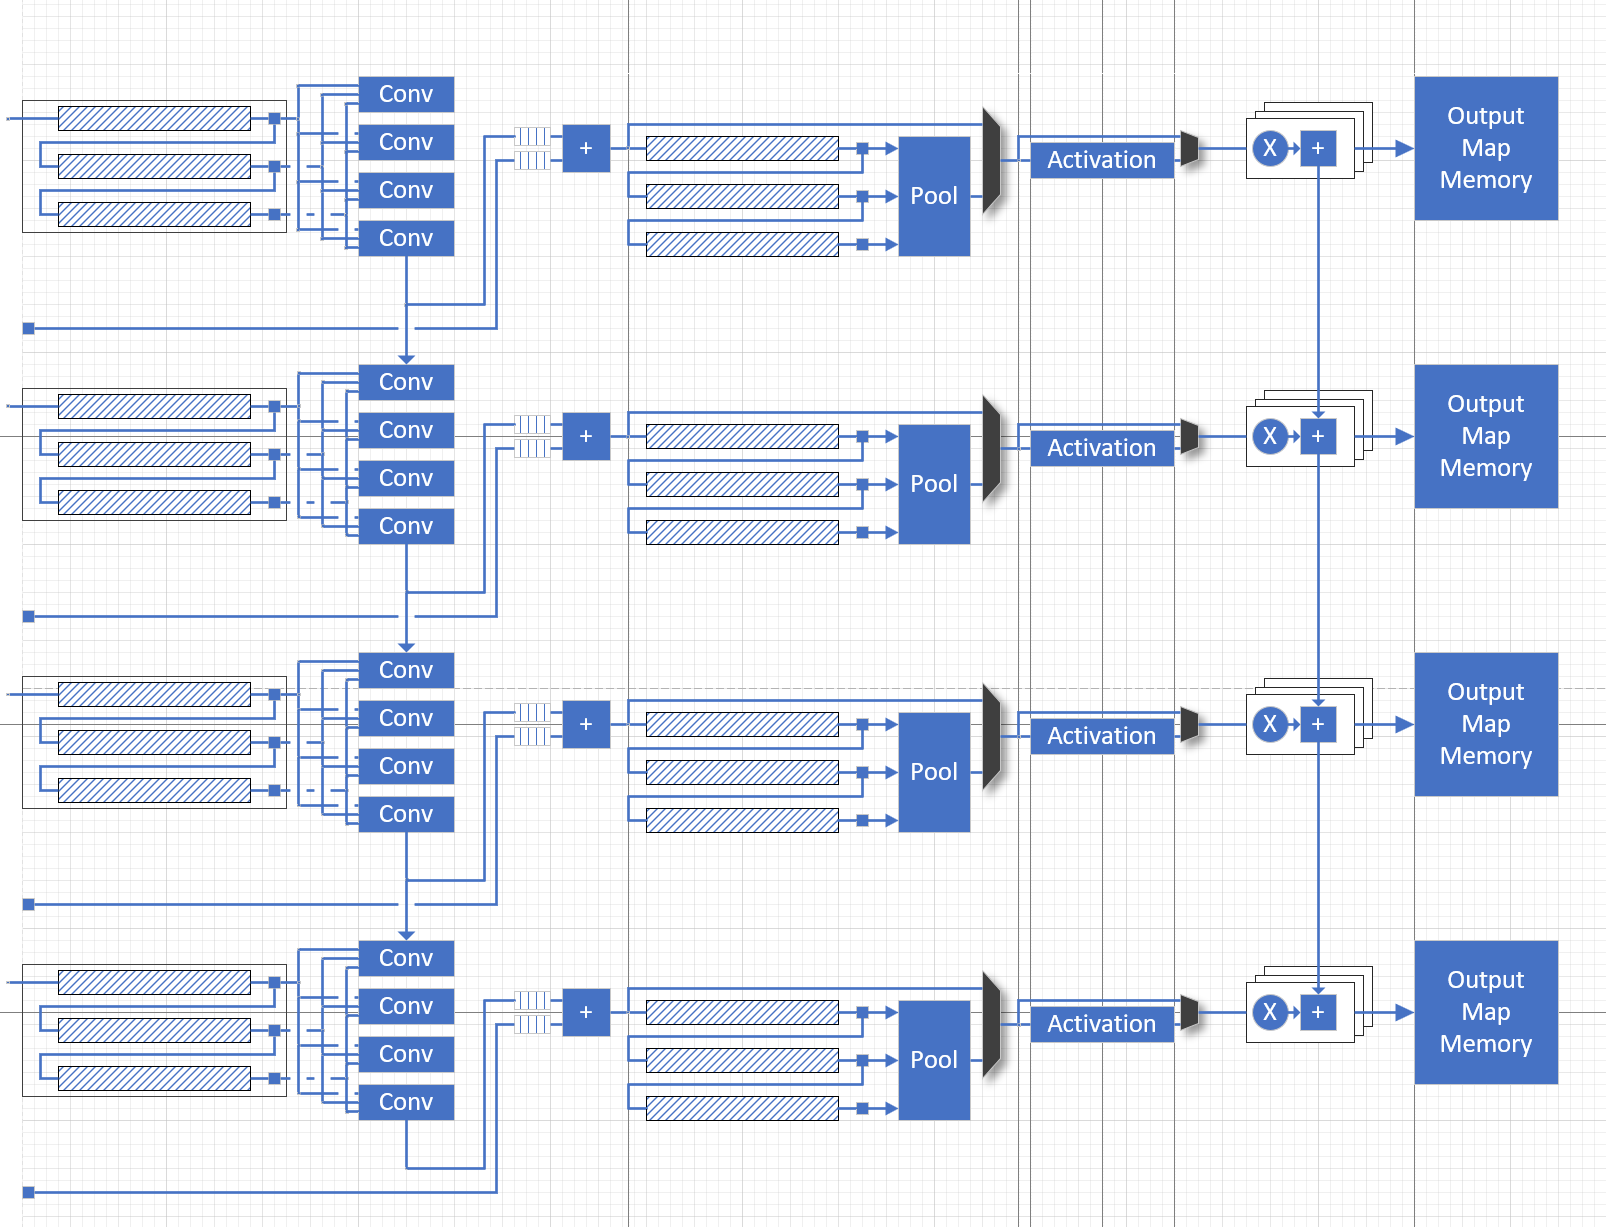 Conv
Conv
Conv
Conv
+
Pool
Activation
X
+
Output
Map
Memory
Conv
Conv
Conv
Conv
+
Pool
Activation
X
+
Output
Map
Memory
Conv
Conv
Conv
Conv
+
Pool
Activation
X
+
Output
Map
Memory
Conv
Conv
Conv
Conv
+
Pool
Activation
X
+
Output
Map
Memory